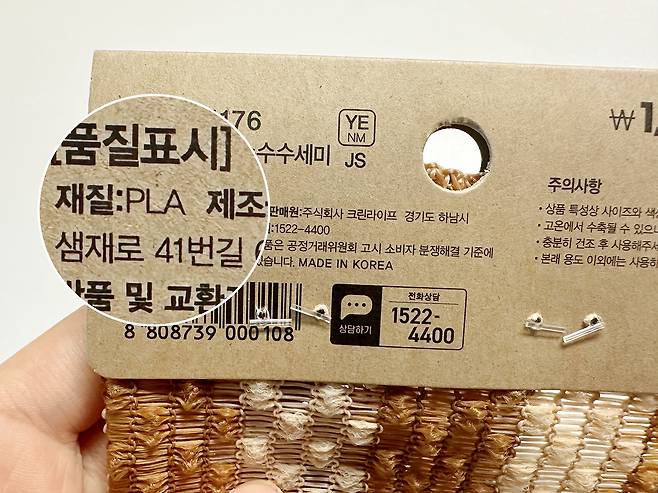 176
수수세미
YE
NM
JS
₩1,
[품질표시]
재질:PLA 제조
샘재로 41번길
품 및 교환
판매원:주식회사 크린라이프 경기도 하남시
:1522-4400
품은 공정거래위원회 고시 소비자 분쟁해결 기준에
있습니다. MADE IN KOREA
주의사항
• 상품 특성상 사이즈와 색
• 고온에서 수축될 수 있으니
• 충분히 건조 후 사용해주세
• 본래 용도 이외에는 사용하
상담하기
전화상담
1522-
4400
8 808739 000108